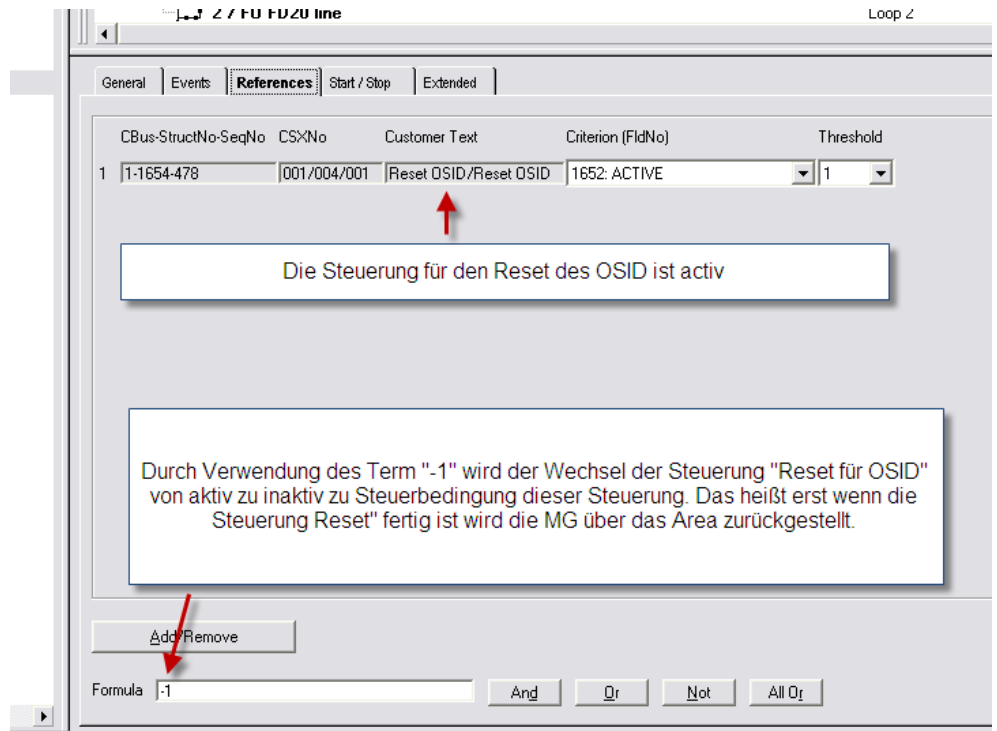 2 7 FU FD20 line Loop 2
General Events References Start / Stop Extended
CBus-StructNo-SeqNo CSXNo Customer Text Criterion (FldNo) Threshold
1 1-1654-478 001/004/001 Reset OSID/Reset OSID 1652: ACTIVE 1
Die Steuerung für den Reset des OSID ist activ
Durch Verwendung des Term "-1" wird der Wechsel der Steuerung "Reset für OSID"
von aktiv zu inaktiv zu Steuerbedingung dieser Steuerung. Das heißt erst wenn die
Steuerung Reset" fertig ist wird die MG über das Area zurückgestellt.
Add/Remove
Formula -1 And Or Not All Or